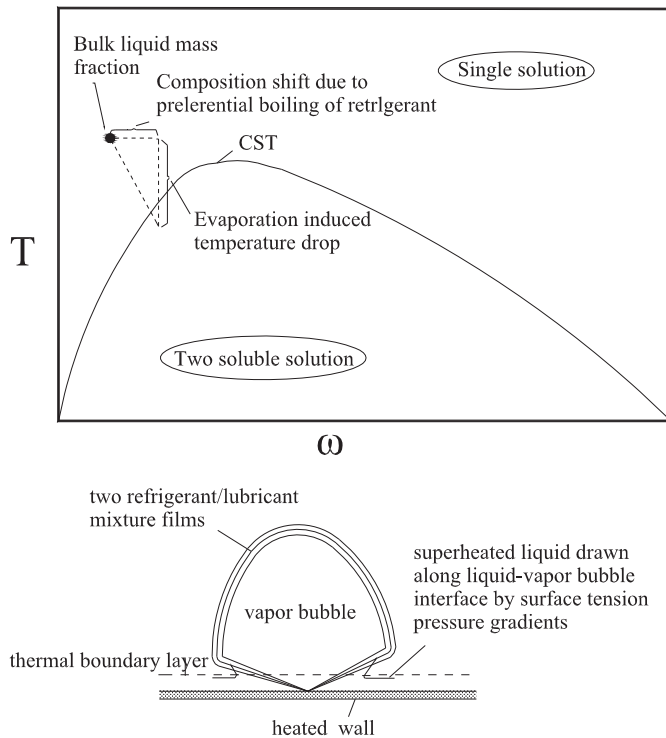 Bulk liquid mass
fraction
Composition shift due to
prelerential boiling of retrlgerant
Single solution
CST
Evaporation induced
temperature drop
T
Two soluble solution
ω
two refrigerant/lubricant
mixture films
superheated liquid drawn
along liquid-vapor bubble
interface by surface tension
pressure gradients
vapor bubble
thermal boundary layer
heated wall